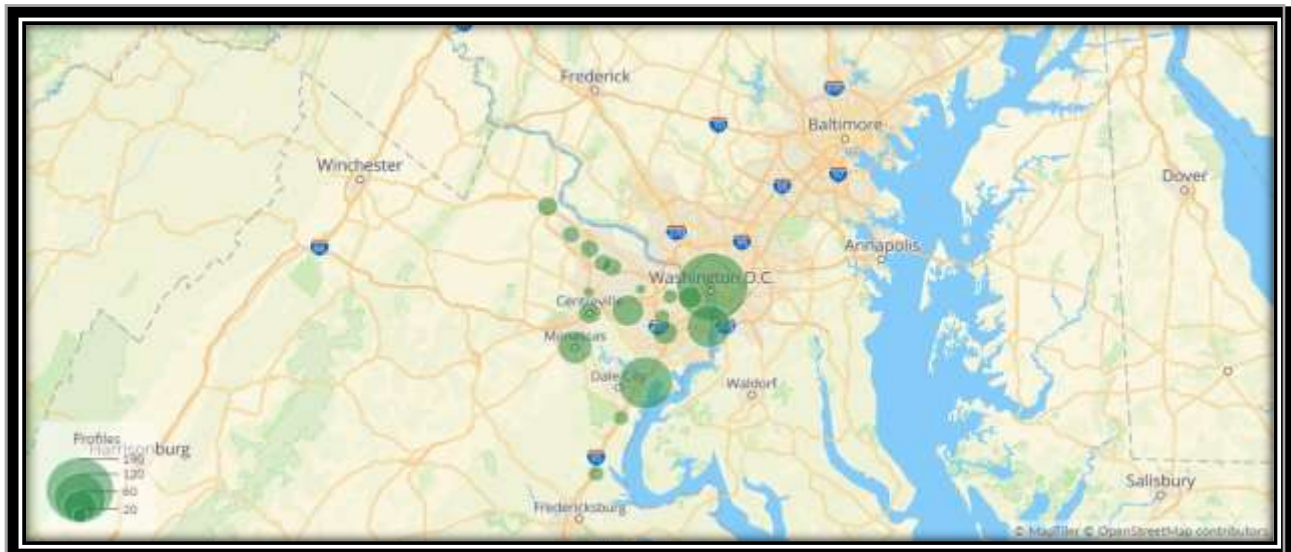 Frederick
Baltimore
Winchester
Dover
Annapolis
Washington D.C.
Centreville
Manassas
Dale City
Waldorf
Profiles
Harrisonburg
190
120
60
20
Salisbury
Fredericksburg
© MapTiler © OpenStreetMap contributors